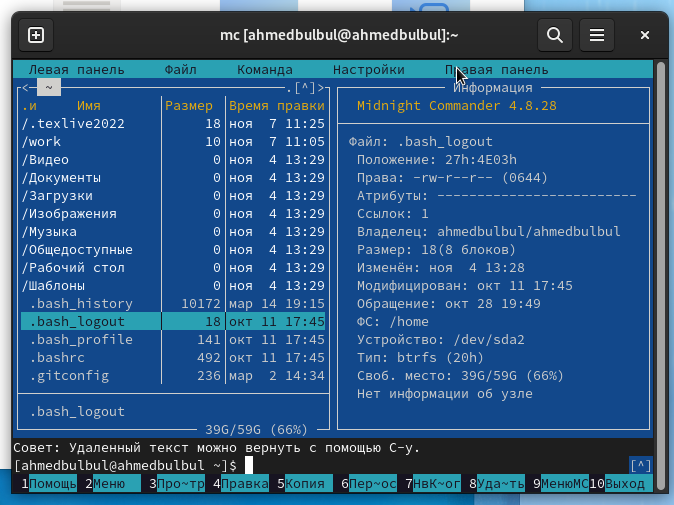 mc [ahmedbulbul@ahmedbulbul]:~
Левая панель Файл Команда Настройки Правая панель
<─ ~ .[^]>
.и Имя Размер Время правки
/.texlive2022 18 ноя 7 11:25
/work 10 ноя 7 11:05
/Видео 0 ноя 4 13:29
/Документы 0 ноя 4 13:29
/Загрузки 0 ноя 4 13:29
/Изображения 0 ноя 4 13:29
/Музыка 0 ноя 4 13:29
/Общедоступные 0 ноя 4 13:29
/Рабочий стол 0 ноя 4 13:29
/Шаблоны 0 ноя 4 13:29
.bash_history 10172 мар 14 19:15
.bash_logout 18 окт 11 17:45
.bash_profile 141 окт 11 17:45
.bashrc 492 окт 11 17:45
.gitconfig 236 мар 2 14:34
.bash_logout
39G/59G (66%)
Информация
Midnight Commander 4.8.28
Файл: .bash_logout
Положение: 27h:4E03h
Права: -rw-r--r-- (0644)
Атрибуты: ----------------------
Ссылок: 1
Владелец: ahmedbulbul/ahmedbulbul
Размер: 18(8 блоков)
Изменён: ноя 4 13:28
Модифицирован: окт 11 17:45
Обращение: окт 28 19:49
ФС: /home
Устройство: /dev/sda2
Тип: btrfs (20h)
Своб. место: 39G/59G (66%)
Нет информации об узле
Совет: Удаленный текст можно вернуть с помощью C-y.
[ahmedbulbul@ahmedbulbul ~]$ [^]
1Помощь 2Меню 3Про~тр 4Правка 5Копия 6Пер~ос 7НвК~ог 8Уда~ть 9МенюMC 10Выход